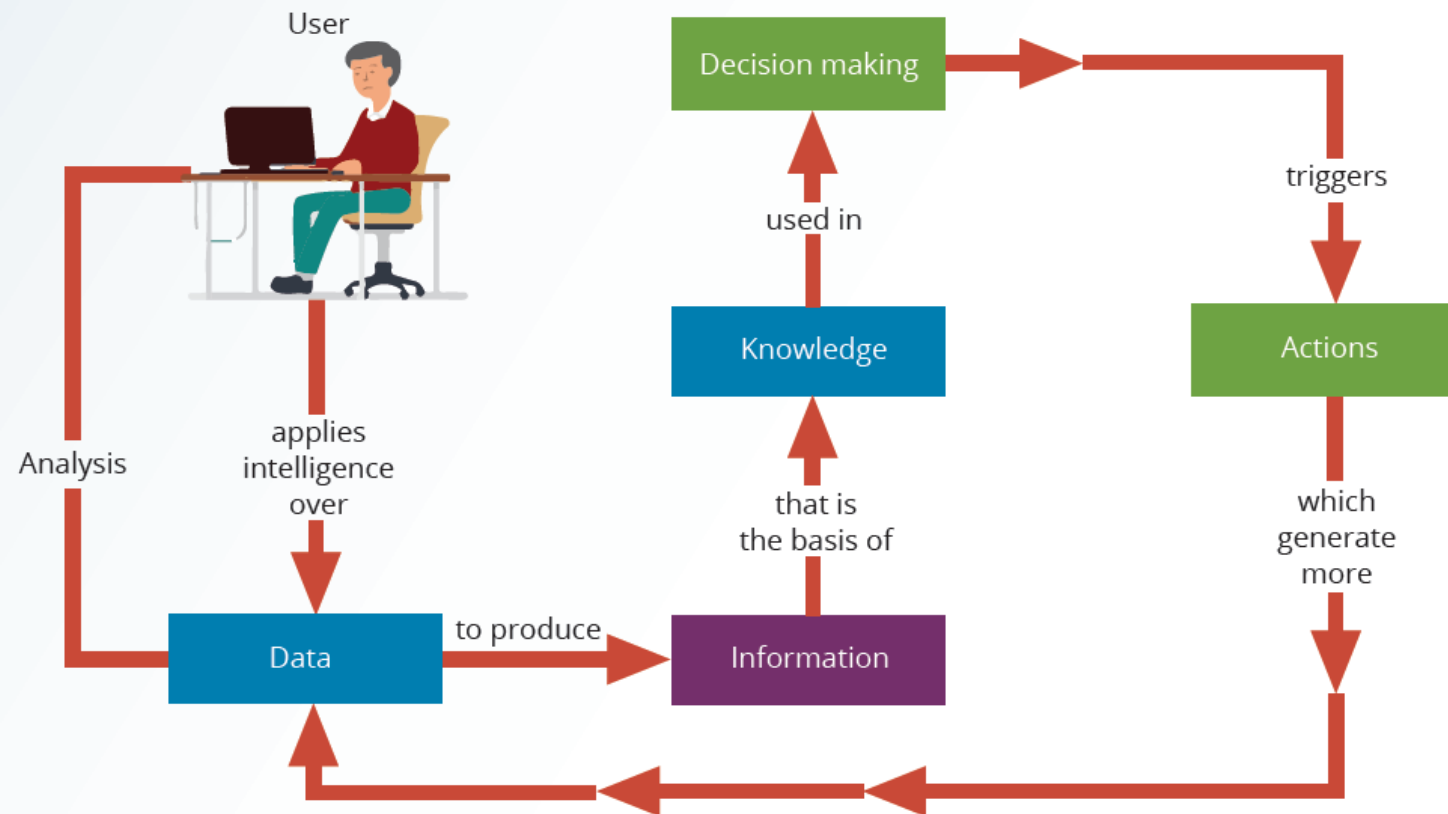 User
Analysis
applies
intelligence
over
Data
to produce
Information
that is
the basis of
Knowledge
used in
Decision making
triggers
Actions
which
generate
more